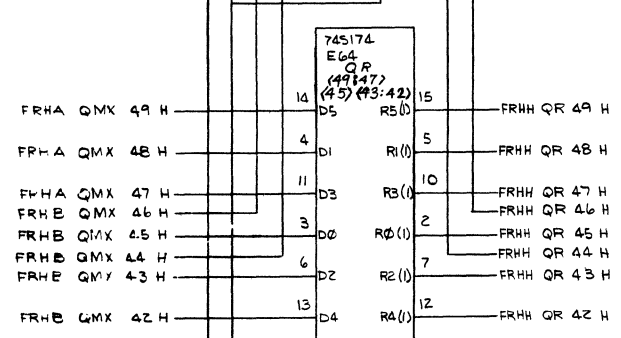 74S174
E64
QR
<49:47>
<45> <43:42>
FRHA QMX 49 H 14 D5 R5(1) 15 FRHH QR 49 H
FRHA QMX 48 H 4 D1 R1(1) 5 FRHH QR 48 H
FRHA QMX 47 H 11 D3 R3(1) 10 FRHH QR 47 H
FRHB QMX 46 H FRHH QR 46 H
FRHB QMX 45 H 3 DØ RØ(1) 2 FRHH QR 45 H
FRHB QMX 44 H FRHH QR 44 H
FRHB QMX 43 H 6 D2 R2(1) 7 FRHH QR 43 H
FRHB QMX 42 H 13 D4 R4(1) 12 FRHH QR 42 H